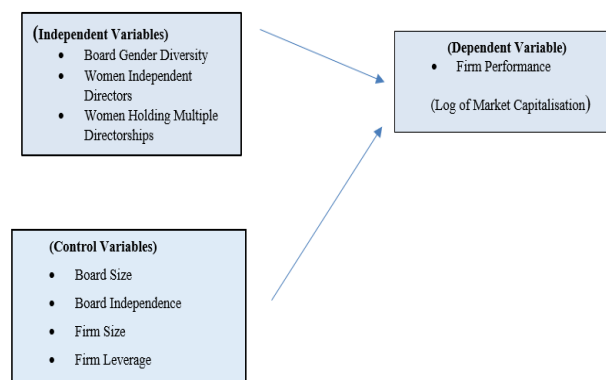 (Independent Variables)
• Board Gender Diversity
• Women Independent
Directors
• Women Holding Multiple
Directorships
(Dependent Variable)
• Firm Performance
(Log of Market Capitalisation)
(Control Variables)
• Board Size
• Board Independence
• Firm Size
• Firm Leverage